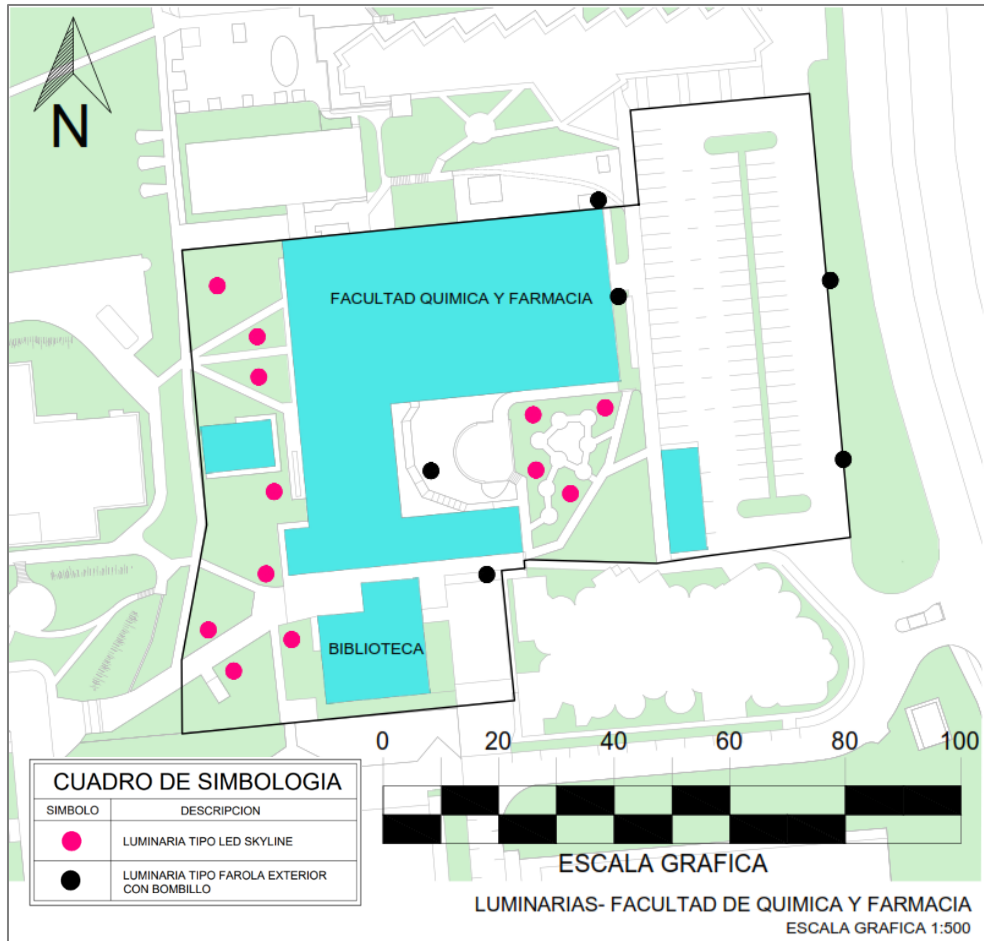 N
FACULTAD QUIMICA Y FARMACIA
BIBLIOTECA
0 20 40 60 80 100
ESCALA GRAFICA
CUADRO DE SIMBOLOGIA
SIMBOLO DESCRIPCION
LUMINARIA TIPO LED SKYLINE
LUMINARIA TIPO FAROLA EXTERIOR
CON BOMBILLO
LUMINARIAS- FACULTAD DE QUIMICA Y FARMACIA
ESCALA GRAFICA 1:500